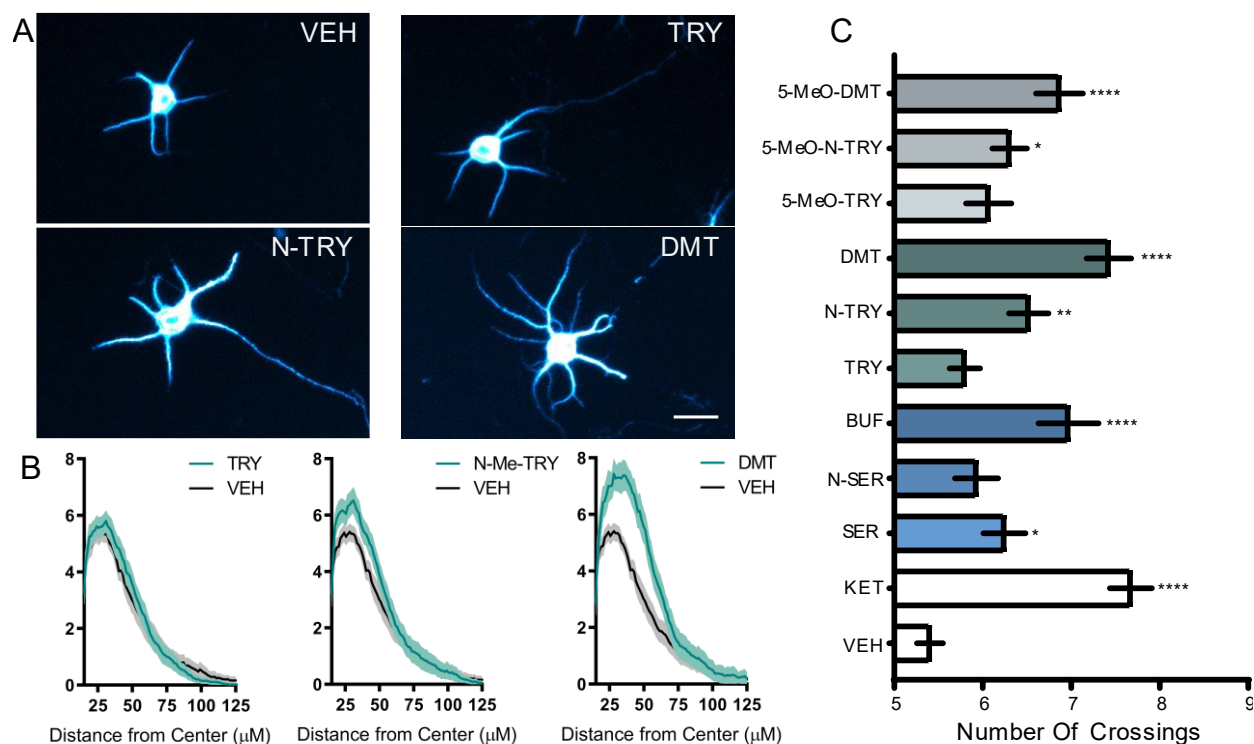 A
VEH
TRY
N-TRY
DMT
B
TRY
VEH
8
6
4
2
0
25 50 75 100 125
Distance from Center (μM)
N-Me-TRY
VEH
8
6
4
2
0
25 50 75 100 125
Distance from Center (μM)
DMT
VEH
8
6
4
2
0
25 50 75 100 125
Distance from Center (μM)
C
5-MeO-DMT ****
5-MeO-N-TRY *
5-MeO-TRY
DMT ****
N-TRY **
TRY
BUF ****
N-SER
SER *
KET ****
VEH
5 6 7 8 9
Number Of Crossings